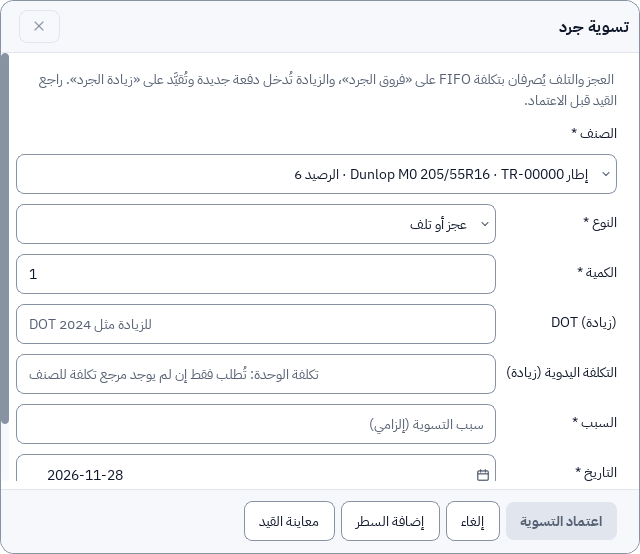 تسوية جرد
العجز والتلف يُصرفان بتكلفة FIFO على «فروق الجرد»، والزيادة تُدخل دفعة جديدة وتُقيَّد على «زيادة الجرد». راجع
القيد قبل الاعتماد.
الصنف *
إطار Dunlop M0 205/55R16 · TR-00000 · الرصيد 6
النوع *
عجز أو تلف
الكمية *
1
DOT (زيادة)
للزيادة مثل DOT 2024
التكلفة اليدوية (زيادة)
تكلفة الوحدة: تُطلب فقط إن لم يوجد مرجع تكلفة للصنف
السبب *
سبب التسوية (إلزامي)
التاريخ *
2026-11-28
اعتماد التسوية
إلغاء
إضافة السطر
معاينة القيد